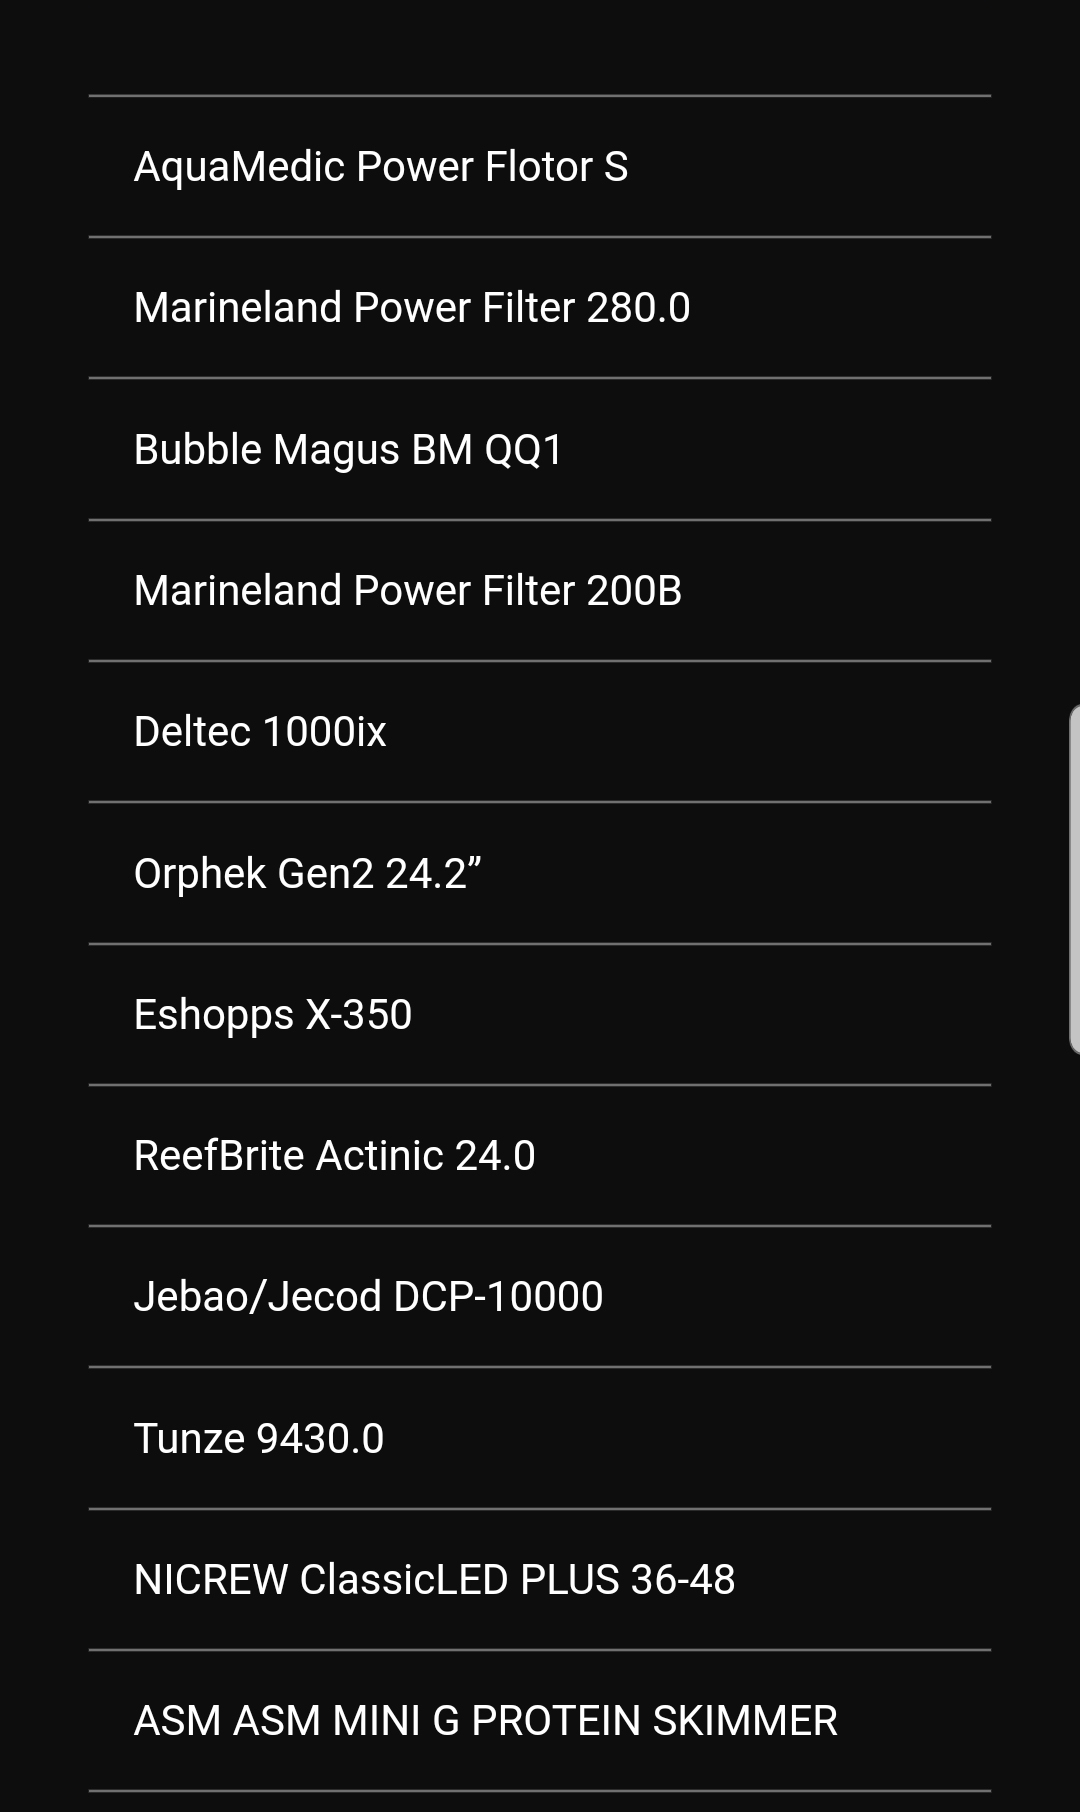 AquaMedic Power Flotor S
Marineland Power Filter 280.0
Bubble Magus BM QQ1
Marineland Power Filter 200B
Deltec 1000ix
Orphek Gen2 24.2”
Eshopps X-350
ReefBrite Actinic 24.0
Jebao/Jecod DCP-10000
Tunze 9430.0
NICREW ClassicLED PLUS 36-48
ASM ASM MINI G PROTEIN SKIMMER